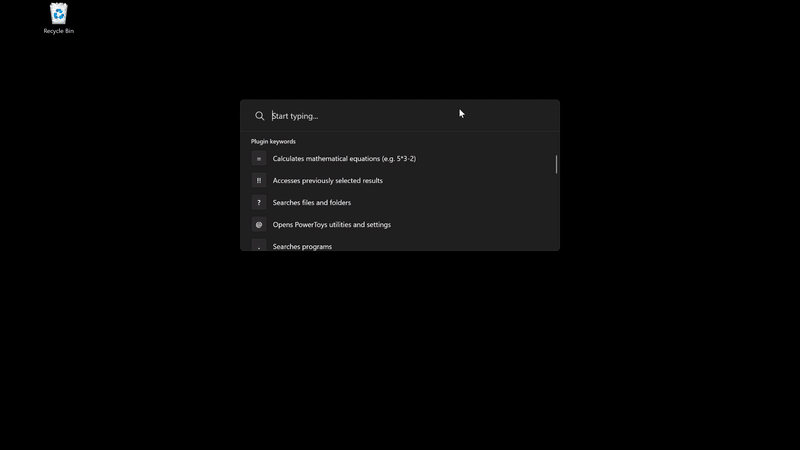 Recycle Bin
Start typing...
Plugin keywords
= Calculates mathematical equations (e.g. 5*3-2)
!! Accesses previously selected results
? Searches files and folders
@ Opens PowerToys utilities and settings
. Searches programs